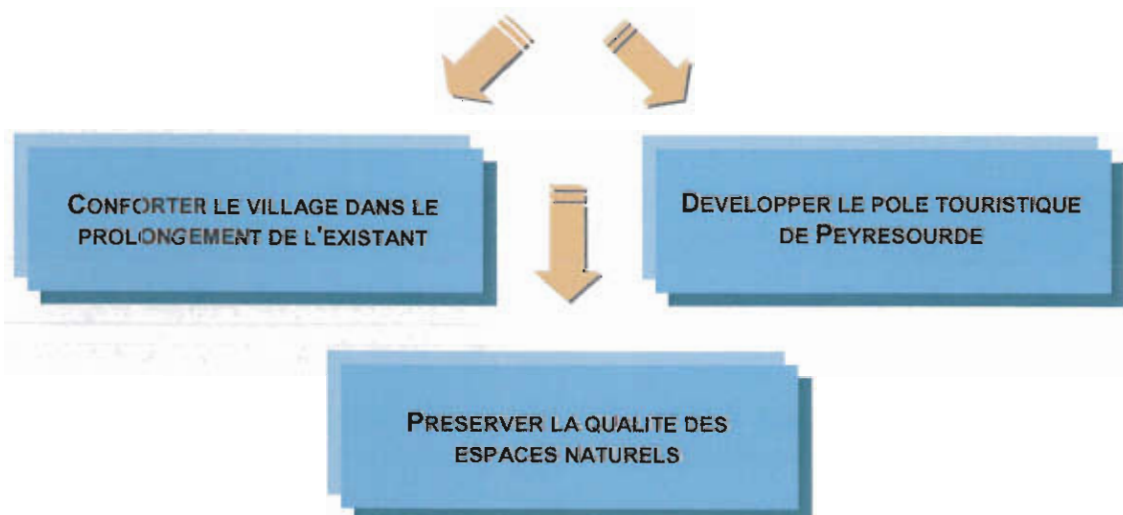 CONFORTER LE VILLAGE DANS LE
PROLONGEMENT DE L'EXISTANT
DEVELOPPER LE POLE TOURISTIQUE
DE PEYRESOURDE
PRESERVER LA QUALITE DES
ESPACES NATURELS